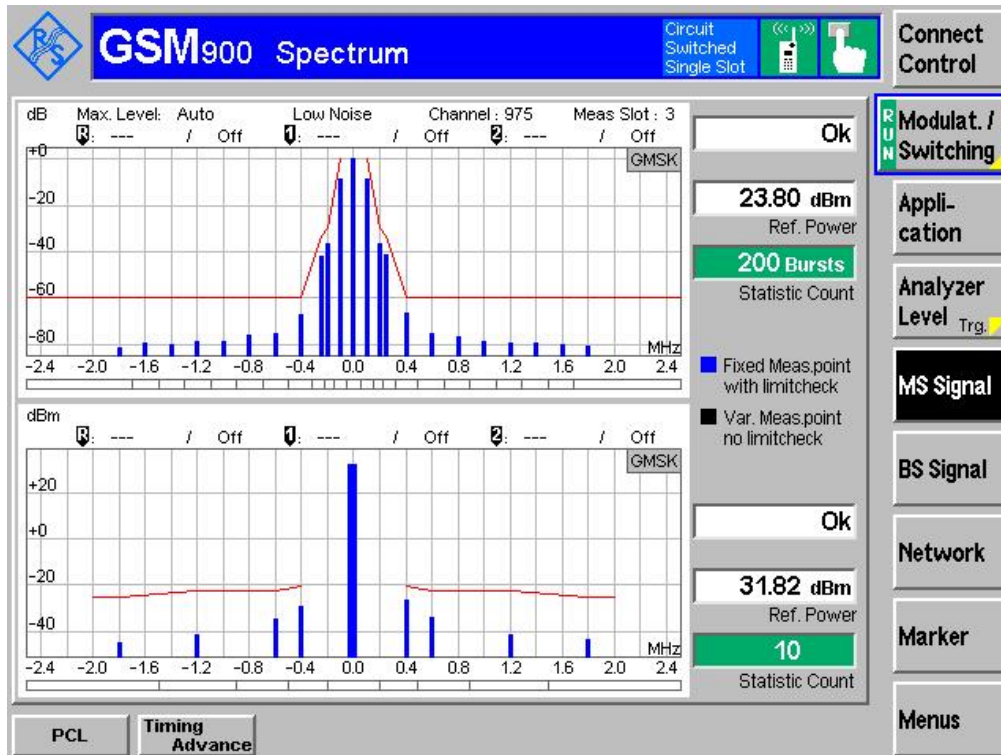 R&S
GSM900 Spectrum
Circuit
Switched
Single Slot
Connect
Control
dB Max. Level: Auto Low Noise Channel : 975 Meas Slot : 3
R: --- / Off 1: --- / Off 2: --- / Off
+0
GMSK
-20
-40
-60
-80
MHz
-2.4 -2.0 -1.6 -1.2 -0.8 -0.4 0.0 0.4 0.8 1.2 1.6 2.0 2.4
Ok
23.80 dBm
Ref. Power
200 Bursts
Statistic Count
Fixed Meas.point
with limitcheck
Var. Meas.point
no limitcheck
dBm
R: --- / Off 1: --- / Off 2: --- / Off
GMSK
+20
+0
-20
-40
MHz
-2.4 -2.0 -1.6 -1.2 -0.8 -0.4 0.0 0.4 0.8 1.2 1.6 2.0 2.4
Ok
31.82 dBm
Ref. Power
10
Statistic Count
RUN
Modulat. /
Switching
Appli-
cation
Analyzer
Level Trg.
MS Signal
BS Signal
Network
Marker
Menus
PCL
Timing
Advance